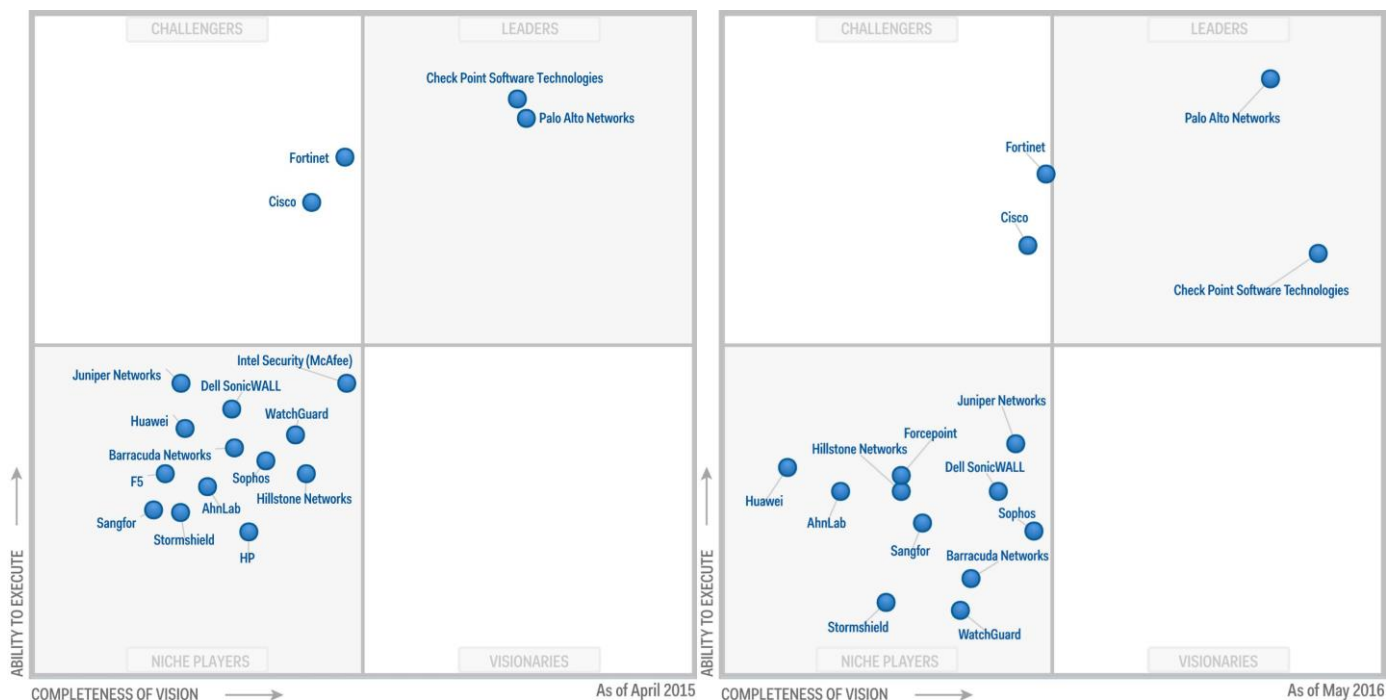 CHALLENGERS
LEADERS
Check Point Software Technologies
Palo Alto Networks
Fortinet
Cisco
Intel Security (McAfee)
Juniper Networks
Dell SonicWALL
WatchGuard
Huawei
Barracuda Networks
Sophos
F5
Hillstone Networks
AhnLab
Sangfor
Stormshield
HP
NICHE PLAYERS
VISIONARIES
ABILITY TO EXECUTE
COMPLETENESS OF VISION
As of April 2015
CHALLENGERS
LEADERS
Palo Alto Networks
Fortinet
Cisco
Check Point Software Technologies
Juniper Networks
Forcepoint
Hillstone Networks
Dell SonicWALL
Huawei
AhnLab
Sophos
Sangfor
Barracuda Networks
Stormshield
WatchGuard
NICHE PLAYERS
VISIONARIES
ABILITY TO EXECUTE
COMPLETENESS OF VISION
As of May 2016